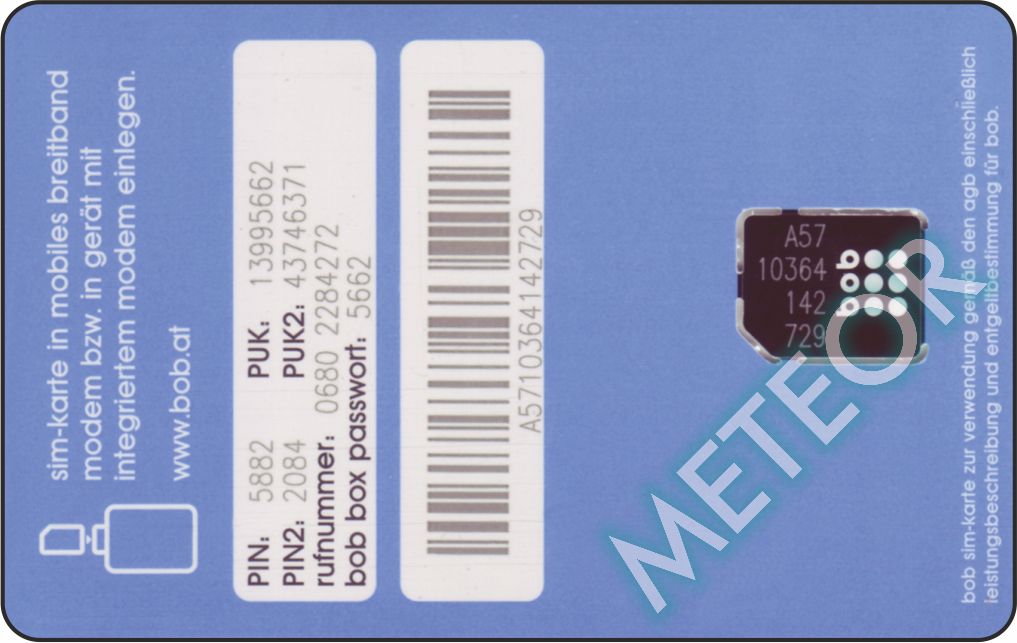 sim-karte in mobiles breitband
modem bzw. in gerät mit
integriertem modem einlegen.
www.bob.at
PIN: 5882 PUK: 13995662
PIN2: 2084 PUK2: 43746371
rufnummer: 0680 2284272
bob box passwort: 5662
A5710364142729
A57
10364
142
729
bob
METEOR
bob sim-karte zur verwendung gemäß den agb einschließlich
leistungsbeschreibung und entgeltbestimmung für bob.